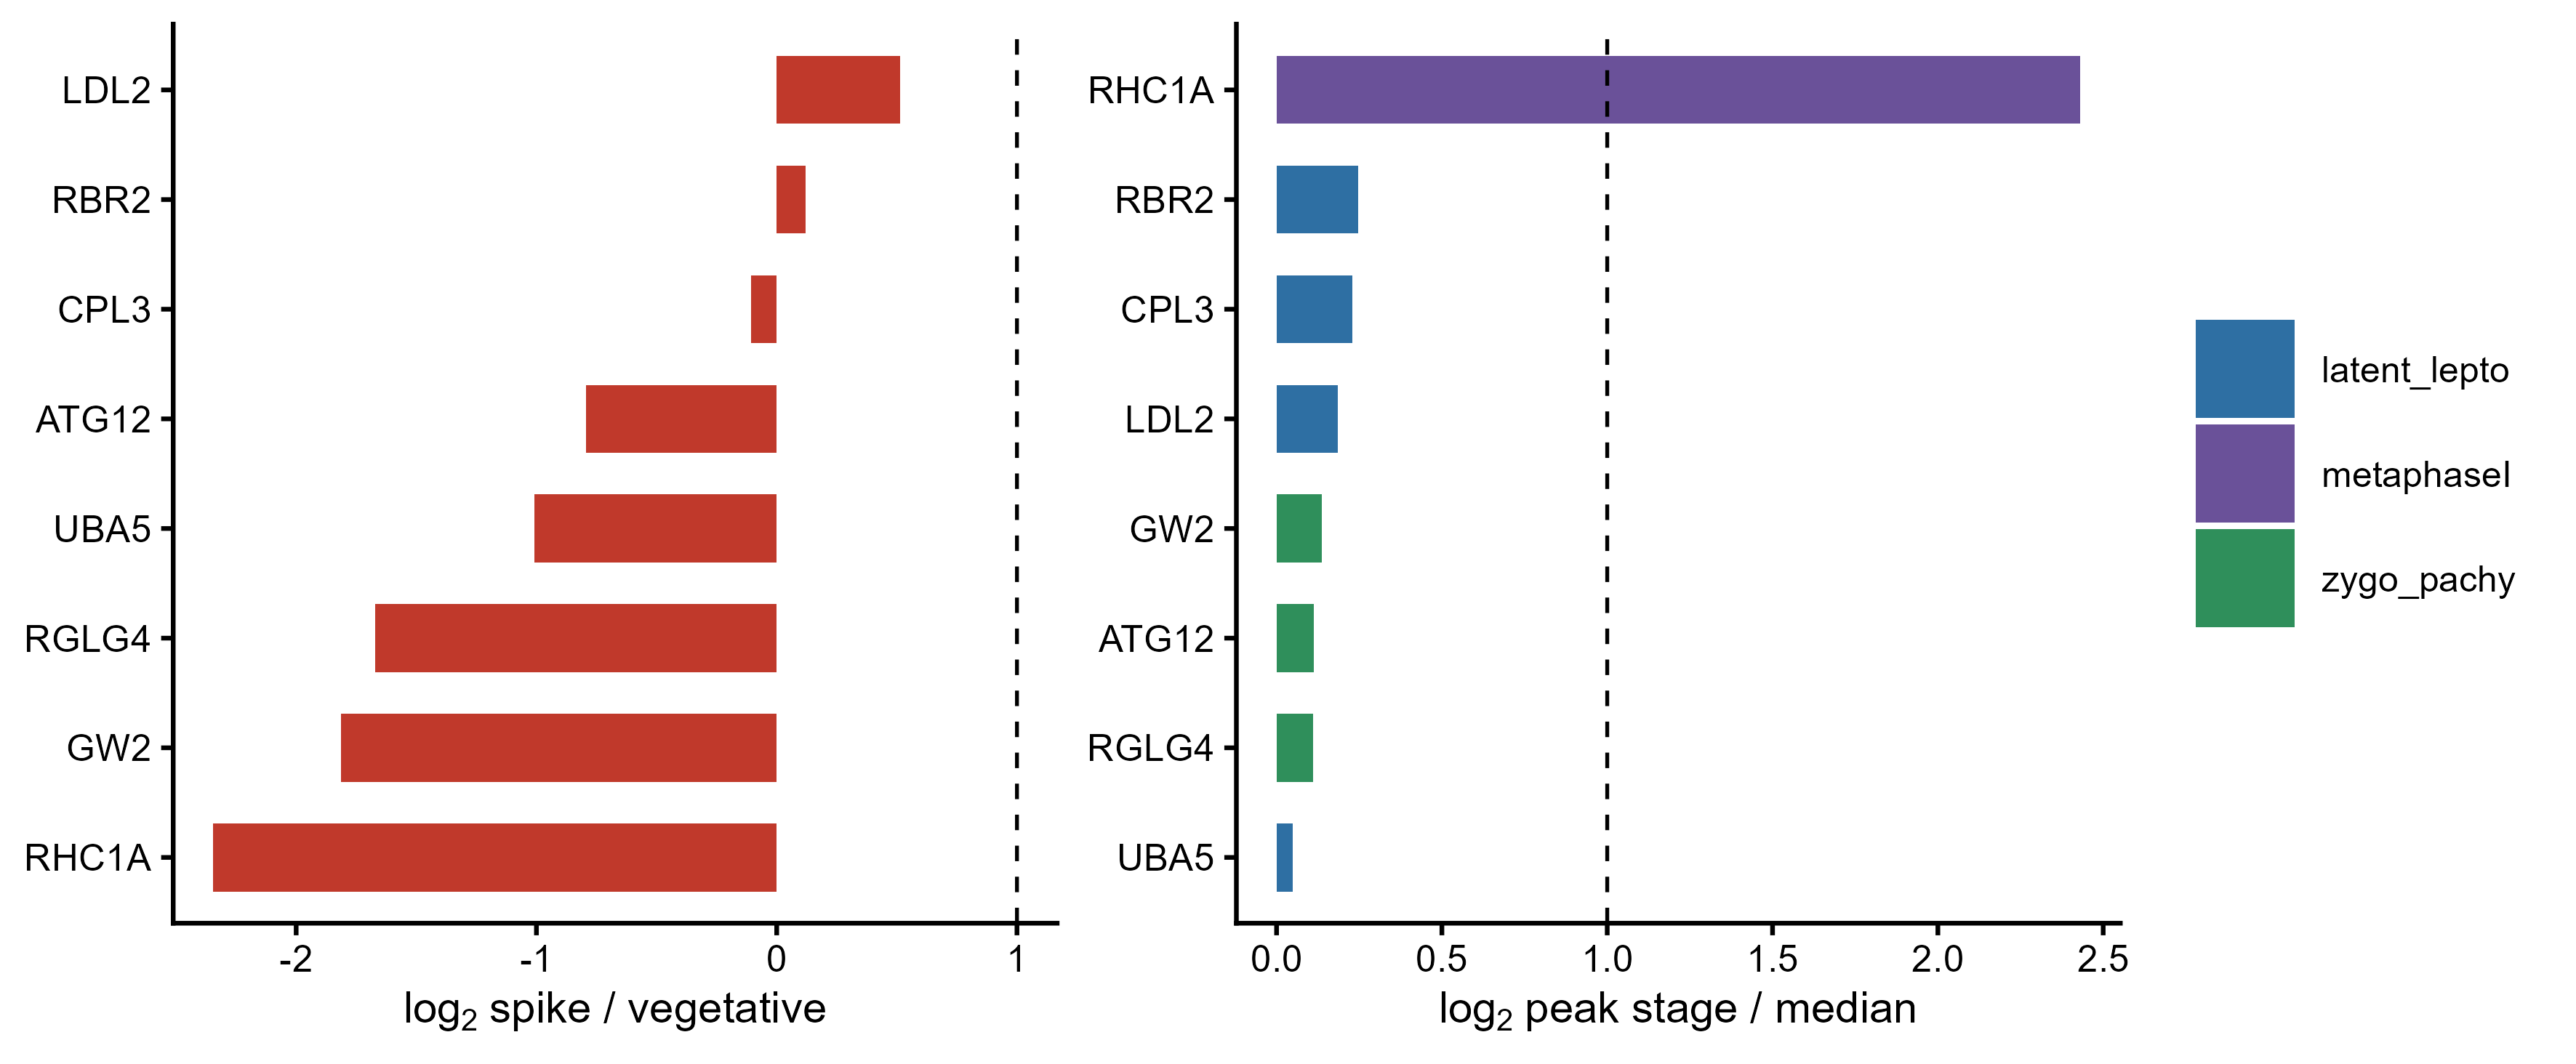 LDL2
RBR2
CPL3
ATG12
UBA5
RGLG4
GW2
RHC1A
-2 -1 0 1
log₂ spike / vegetative
RHC1A
RBR2
CPL3
LDL2
GW2
ATG12
RGLG4
UBA5
0.0 0.5 1.0 1.5 2.0 2.5
log₂ peak stage / median
latent_lepto
metaphaseI
zygo_pachy